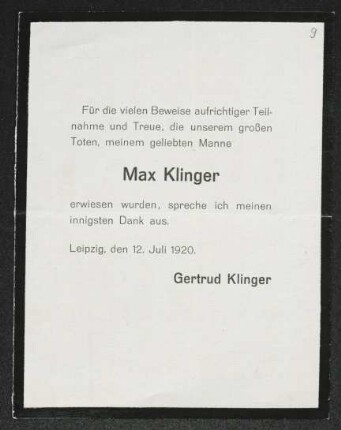 9
Für die vielen Beweise aufrichtiger Teil-
nahme und Treue, die unserem großen
Toten, meinem geliebten Manne
Max Klinger
erwiesen wurden, spreche ich meinen
innigsten Dank aus.
Leipzig, den 12. Juli 1920.
Gertrud Klinger